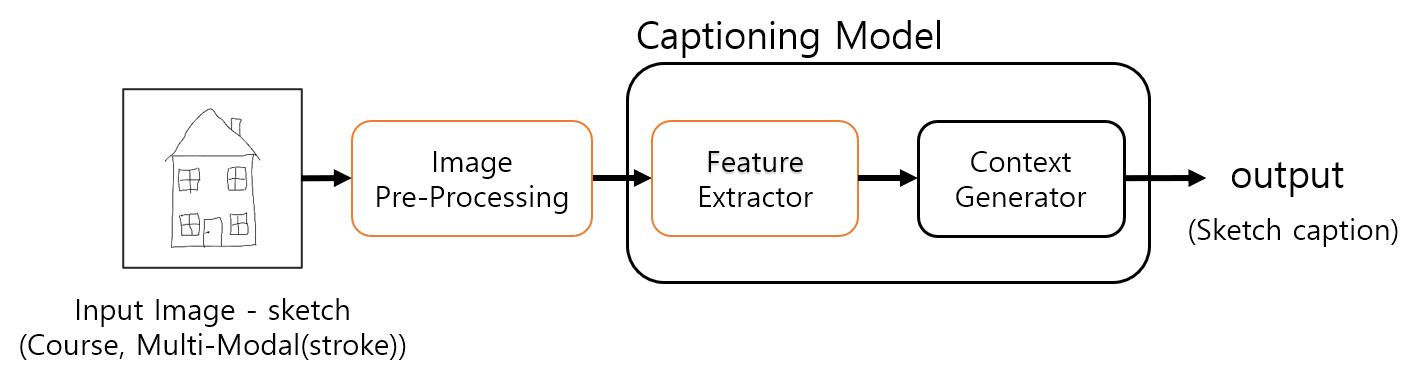 Captioning Model
Image
Pre-Processing
Feature
Extractor
Context
Generator
output
(Sketch caption)
Input Image - sketch
(Course, Multi-Modal(stroke))